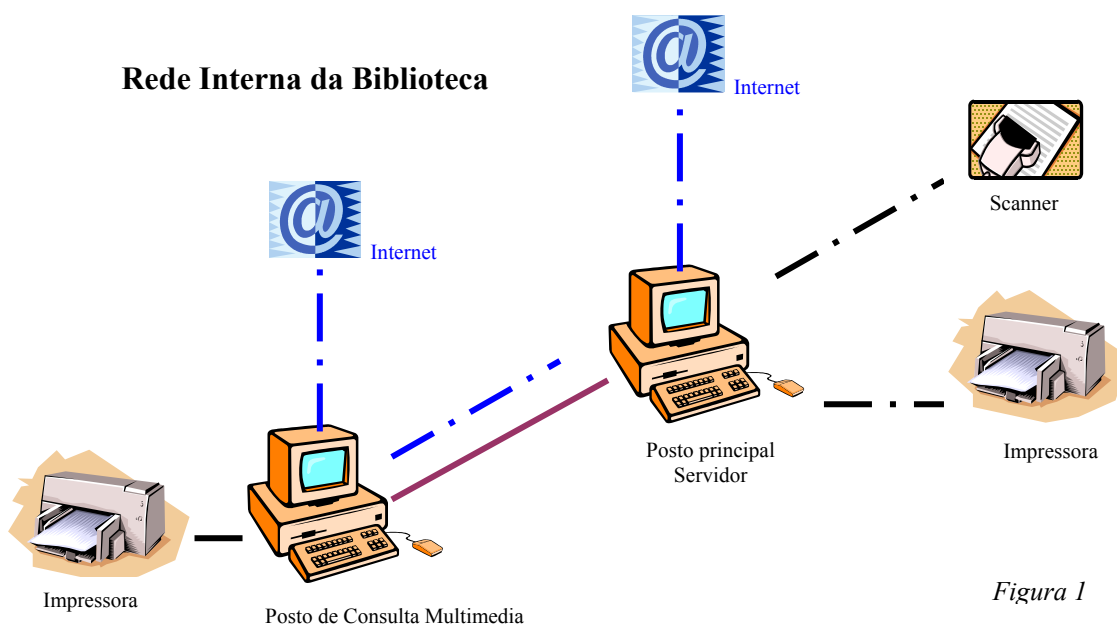 Rede Interna da Biblioteca
Internet
Internet
Scanner
Posto principal
Servidor
Impressora
Impressora
Posto de Consulta Multimedia
Figura 1